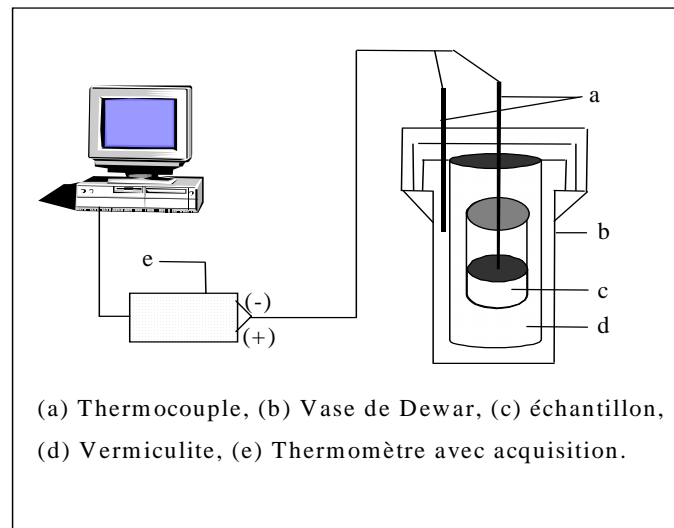 a
b
e
(-)
c
(+)
d
(a) Thermocouple, (b) Vase de Dewar, (c) échantillon,
(d) Vermiculite, (e) Thermomètre avec acquisition.